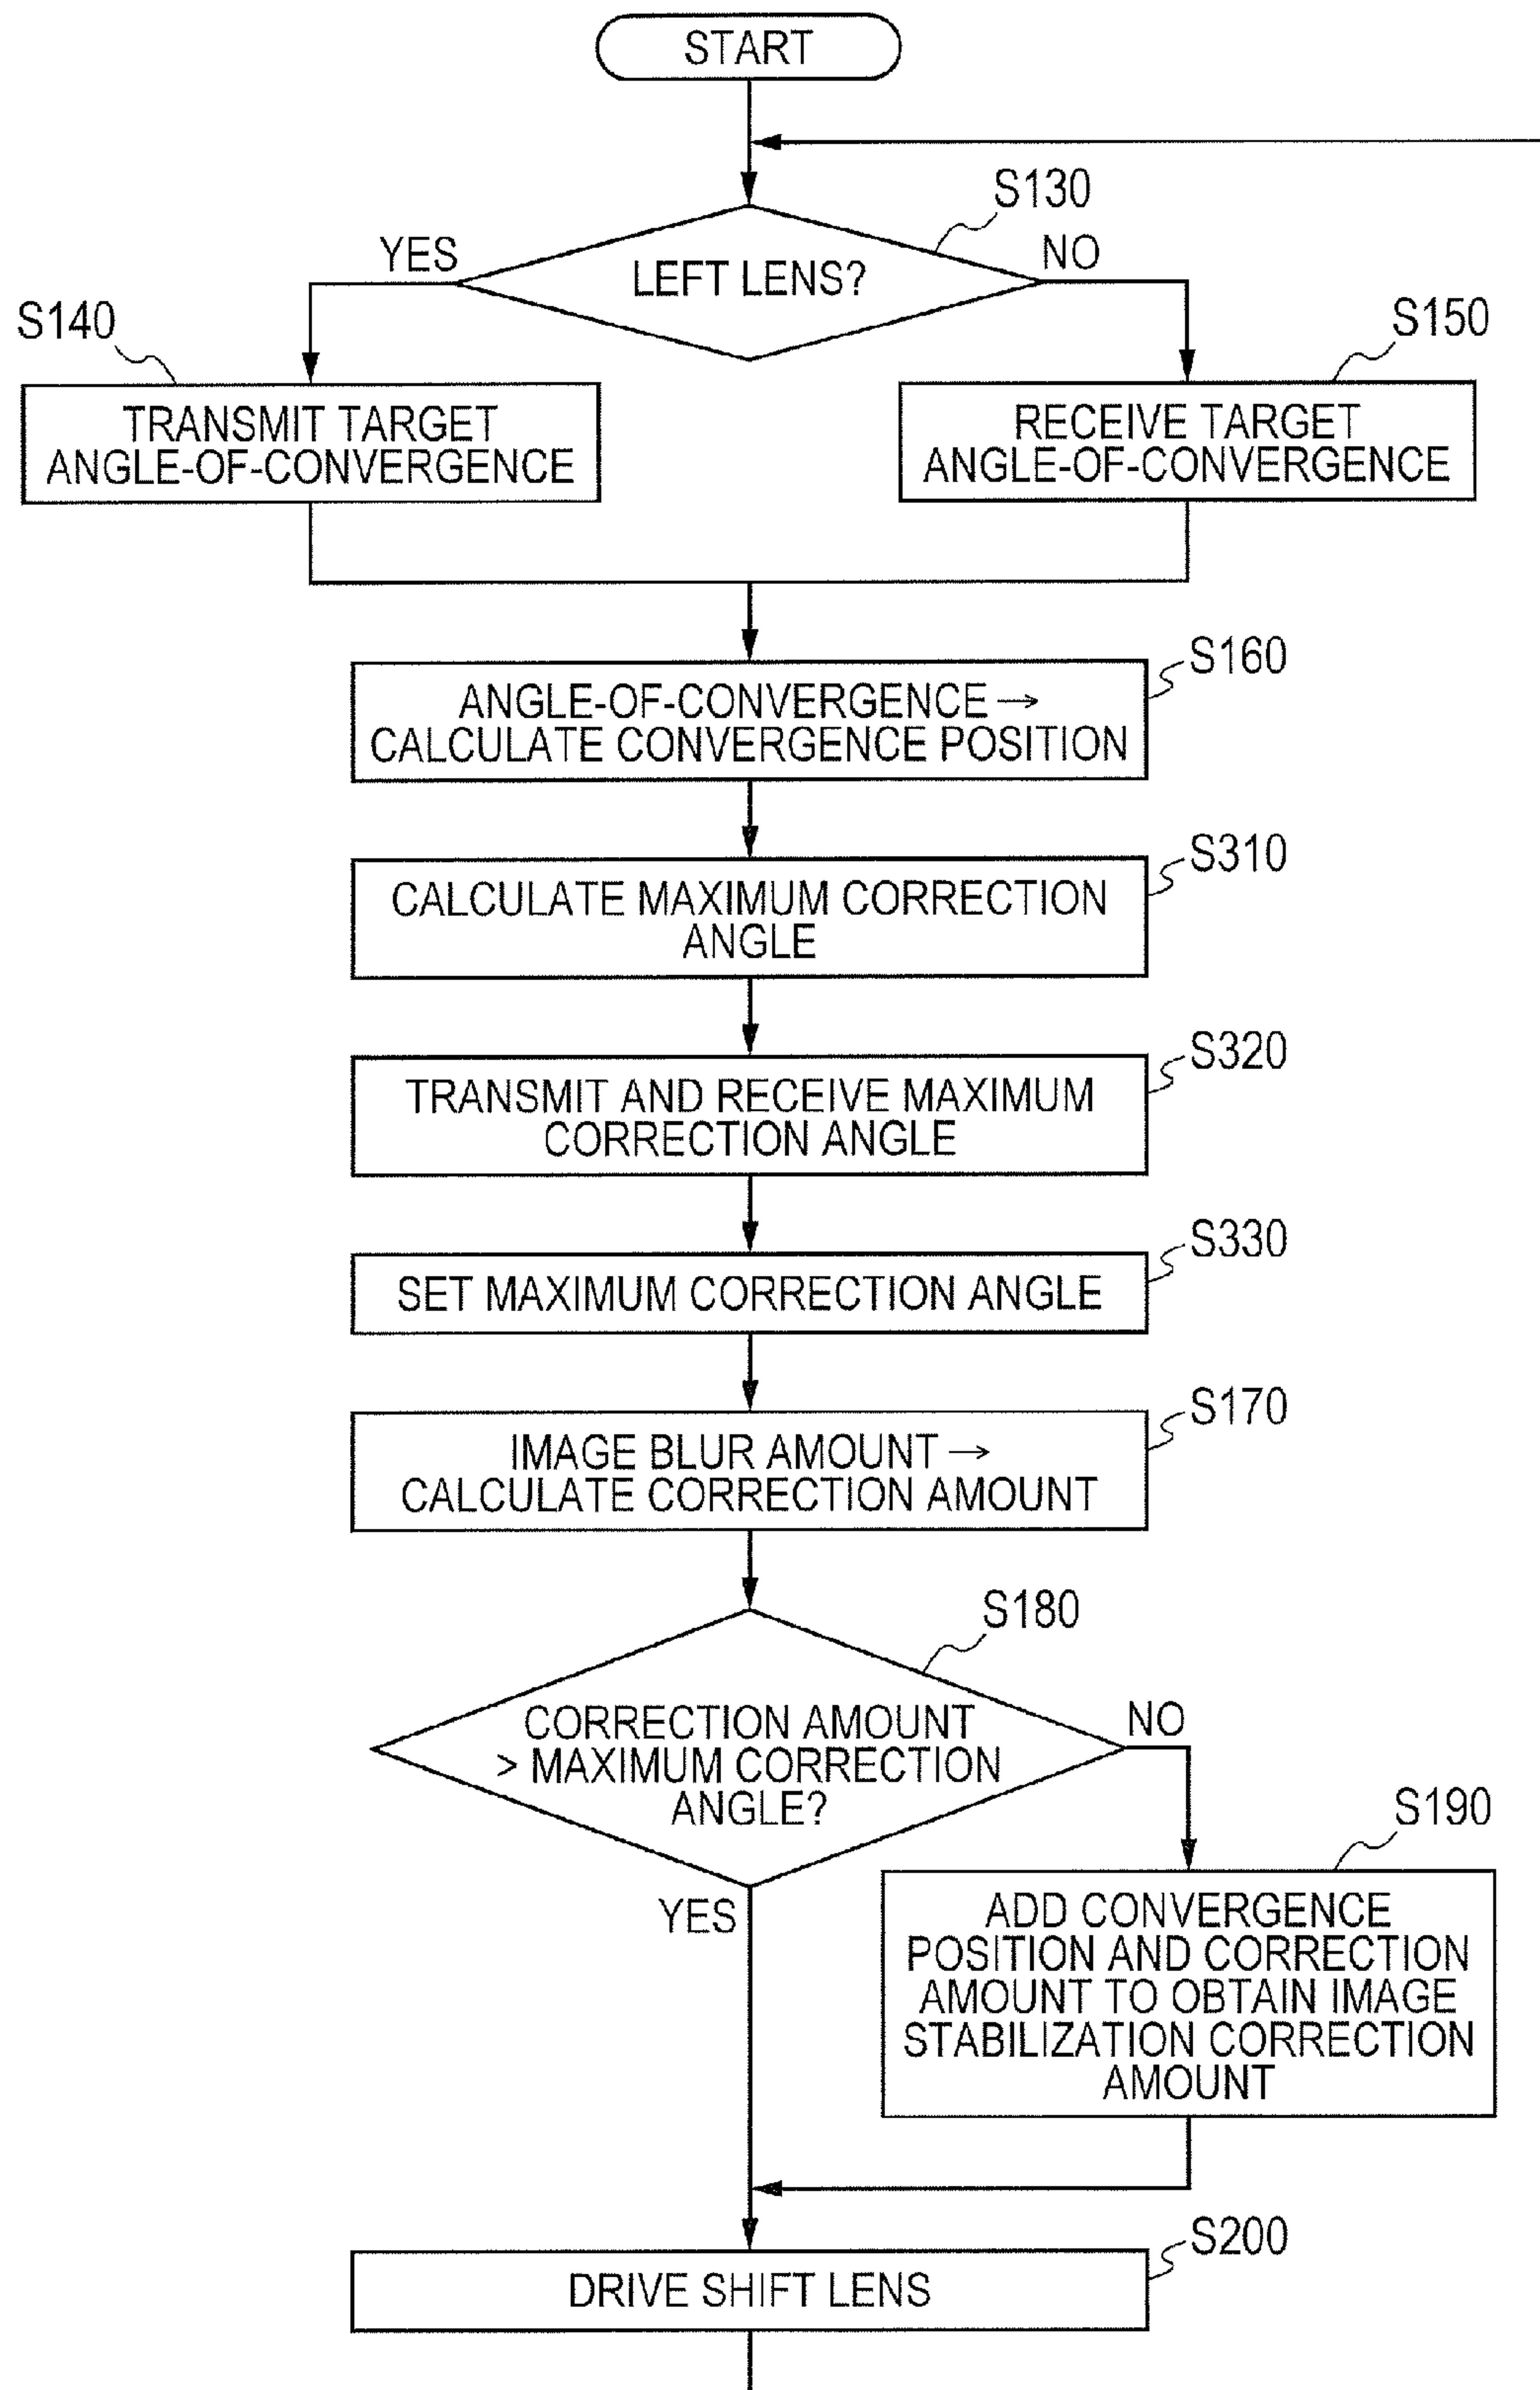 START
S130
YES
NO
LEFT LENS?
S140
S150
TRANSMIT TARGET
ANGLE-OF-CONVERGENCE
RECEIVE TARGET
ANGLE-OF-CONVERGENCE
S160
ANGLE-OF-CONVERGENCE →
CALCULATE CONVERGENCE POSITION
S310
CALCULATE MAXIMUM CORRECTION
ANGLE
S320
TRANSMIT AND RECEIVE MAXIMUM
CORRECTION ANGLE
S330
SET MAXIMUM CORRECTION ANGLE
S170
IMAGE BLUR AMOUNT →
CALCULATE CORRECTION AMOUNT
S180
CORRECTION AMOUNT
> MAXIMUM CORRECTION
ANGLE?
NO
YES
S190
ADD CONVERGENCE
POSITION AND CORRECTION
AMOUNT TO OBTAIN IMAGE
STABILIZATION CORRECTION
AMOUNT
S200
DRIVE SHIFT LENS